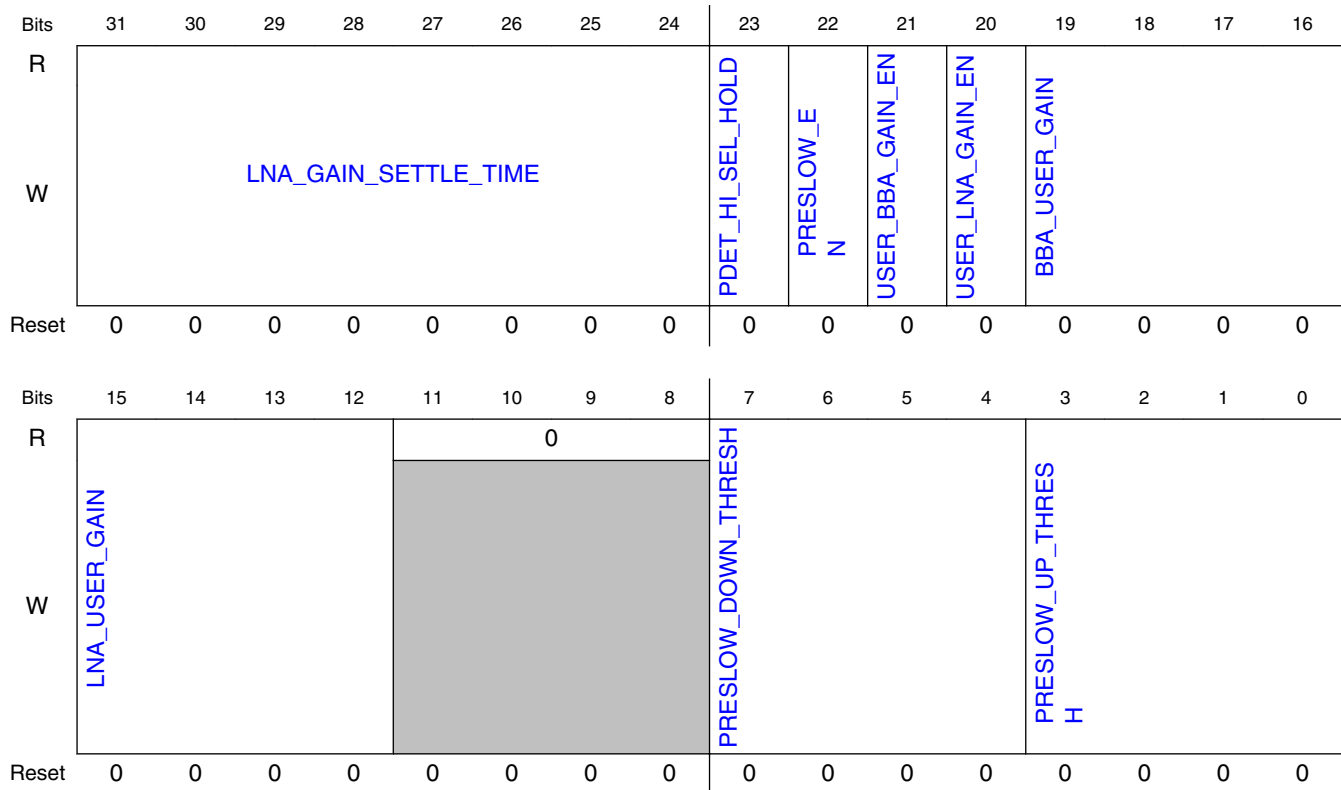 Bits 31 30 29 28 27 26 25 24 23 22 21 20 19 18 17 16
R
W
LNA_GAIN_SETTLE_TIME
PDET_HI_SEL_HOLD
PRESLOW_E
N
USER_BBA_GAIN_EN
USER_LNA_GAIN_EN
BBA_USER_GAIN
Reset 0 0 0 0 0 0 0 0 0 0 0 0 0 0 0 0
Bits 15 14 13 12 11 10 9 8 7 6 5 4 3 2 1 0
R 0
W
LNA_USER_GAIN
PRESLOW_DOWN_THRESH
PRESLOW_UP_THRES
H
Reset 0 0 0 0 0 0 0 0 0 0 0 0 0 0 0 0